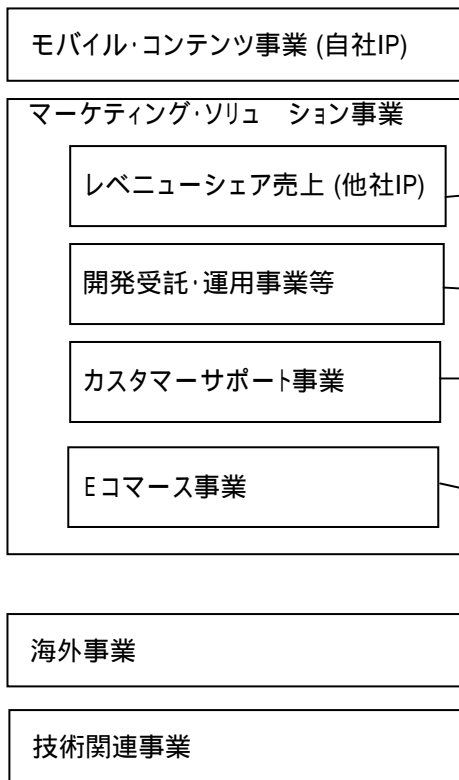 モバイル･コンテンツ事業 (自社IP)
マーケティング･ソリュ ション事業
レベニューシェア売上 (他社IP)
開発受託･運用事業等
カスタマーサポート事業
Eコマース事業
海外事業
技術関連事業